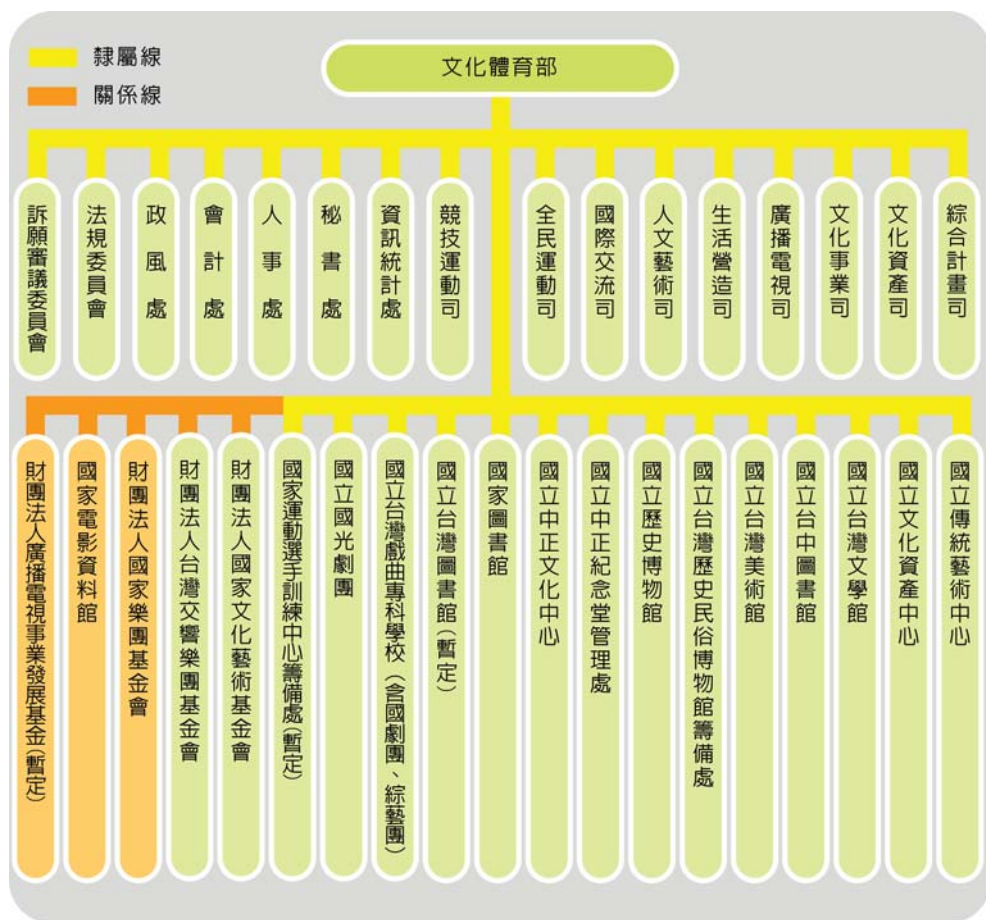 隸屬線
關係線
文化體育部
訴願審議委員會
法規委員會
政風處
會計處
人事處
秘書處
資訊統計處
競技運動司
全民運動司
國際交流司
人文藝術司
生活營造司
廣播電視司
文化事業司
文化資產司
綜合計畫司
財團法人廣播電視事業發展基金(暫定)
國家電影資料館
財團法人國家樂團基金會
財團法人台灣交響樂團基金會
財團法人國家文化藝術基金會
國家運動選手訓練中心籌備處(暫定)
國立國光劇團
國立台灣戲曲專科學校(含國劇團、綜藝團)
國立台灣圖書館(暫定)
國家圖書館
國立中正文化中心
國立中正紀念堂管理處
國立歷史博物館
國立台灣歷史民俗博物館籌備處
國立台灣美術館
國立台中圖書館
國立台灣文學館
國立文化資產中心
國立傳統藝術中心